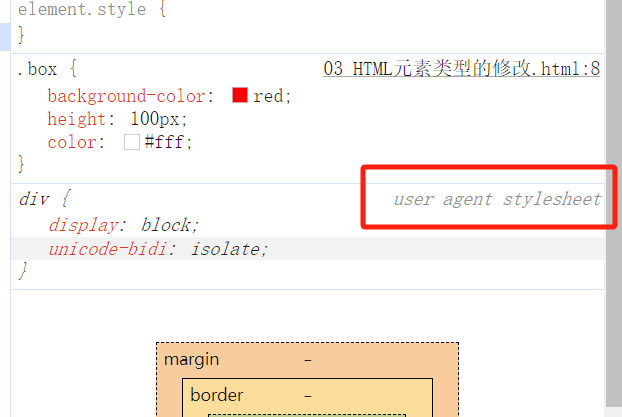 element.style {
}
.box { 03 HTML元素类型的修改.html:8
background-color: red;
height: 100px;
color: #fff;
}
div { user agent stylesheet
display: block;
unicode-bidi: isolate;
}
margin -
border -